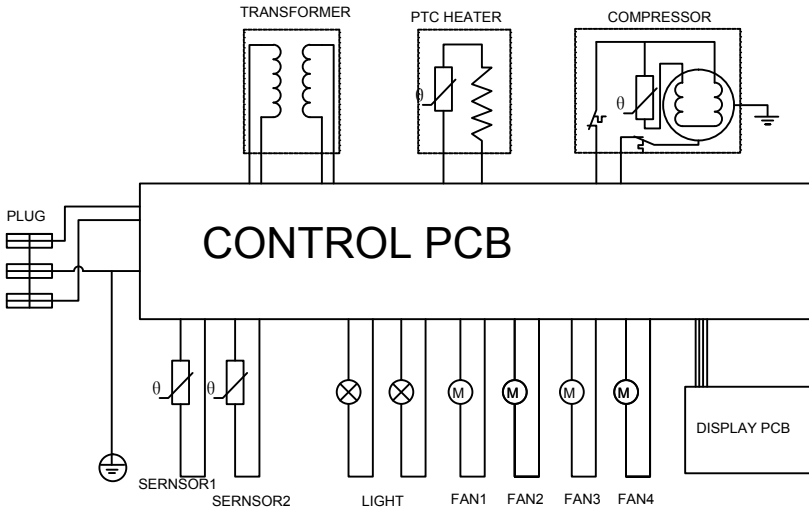 TRANSFORMER PTC HEATER COMPRESSOR
θ θ
PLUG
CONTROL PCB
θ θ
M M M M
DISPLAY PCB
SERNSOR1
SERNSOR2 LIGHT FAN1 FAN2 FAN3 FAN4